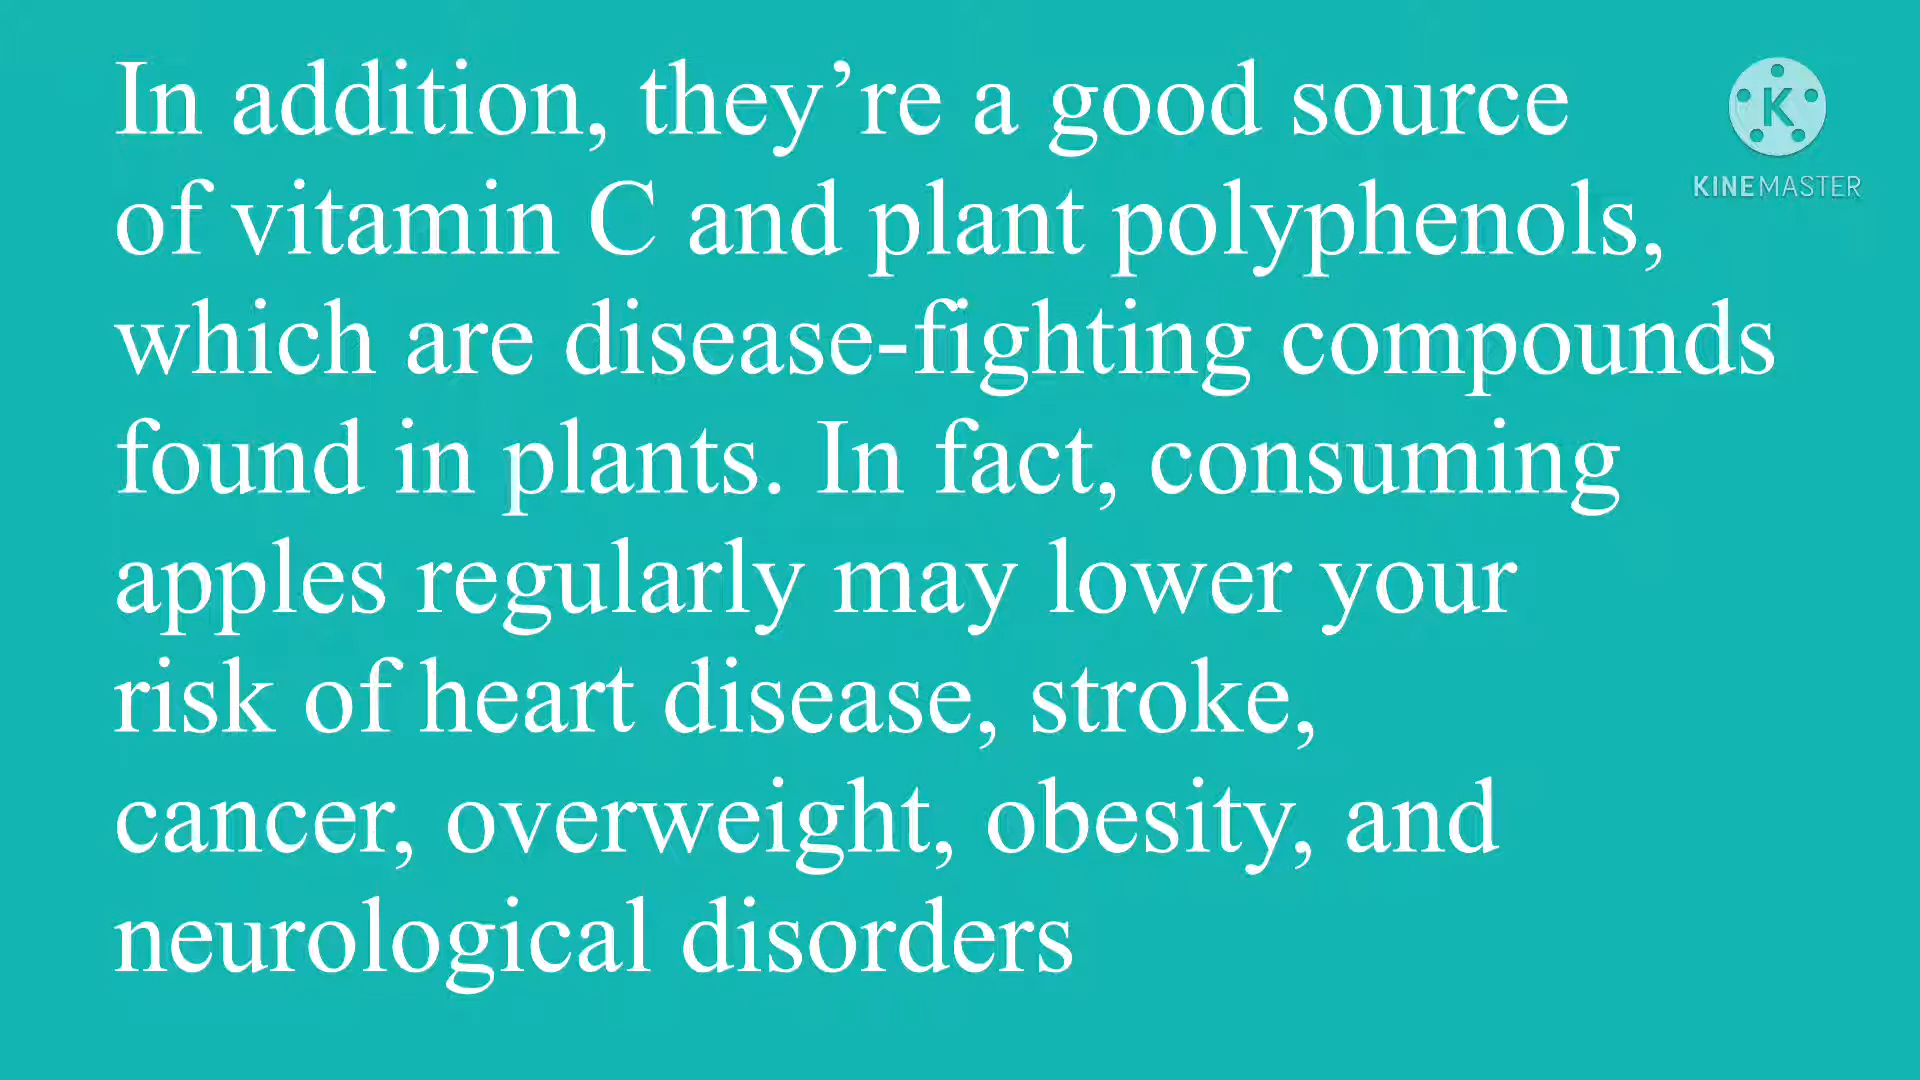 In addition, they’re a good source
of vitamin C and plant polyphenols,
which are disease-fighting compounds
found in plants. In fact, consuming
apples regularly may lower your
risk of heart disease, stroke,
cancer, overweight, obesity, and
neurological disorders
K
KINEMASTER